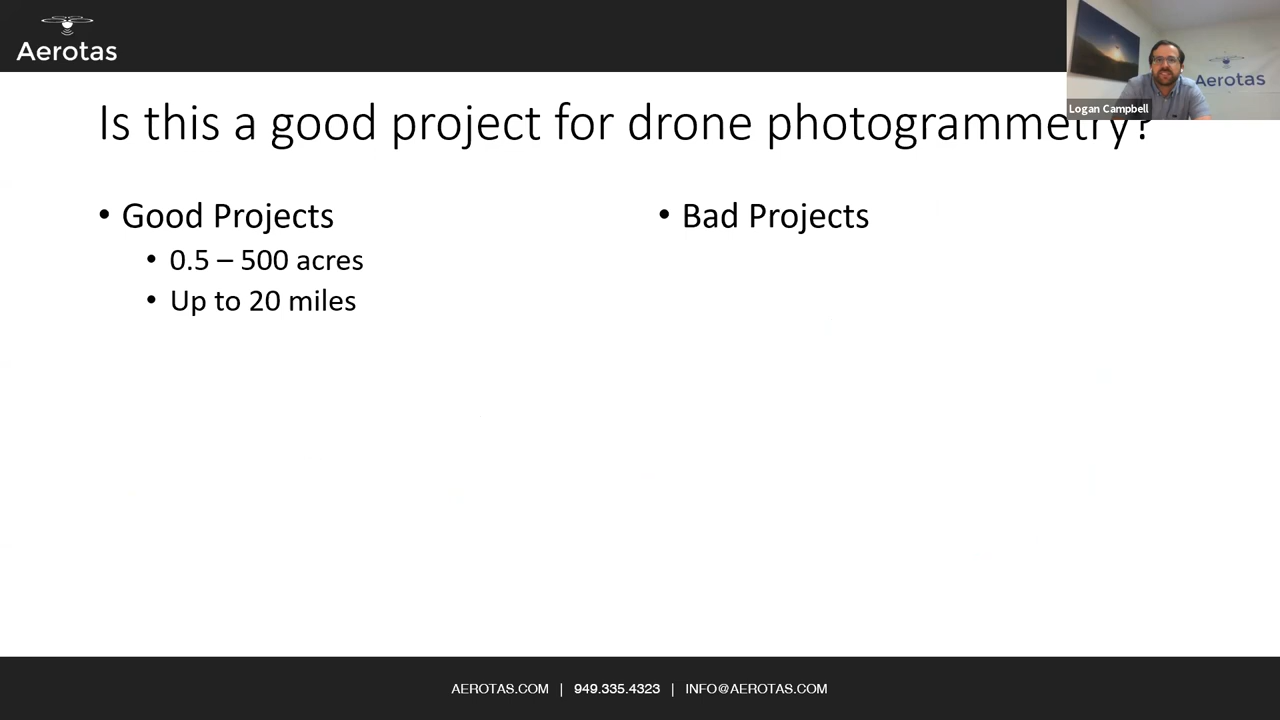 Aerotas
Aerotas
Logan Campbell
Is this a good project for drone photogrammetry?
• Good Projects
• 0.5 – 500 acres
• Up to 20 miles
• Bad Projects
AEROTAS.COM | 949.335.4323 | INFO@AEROTAS.COM